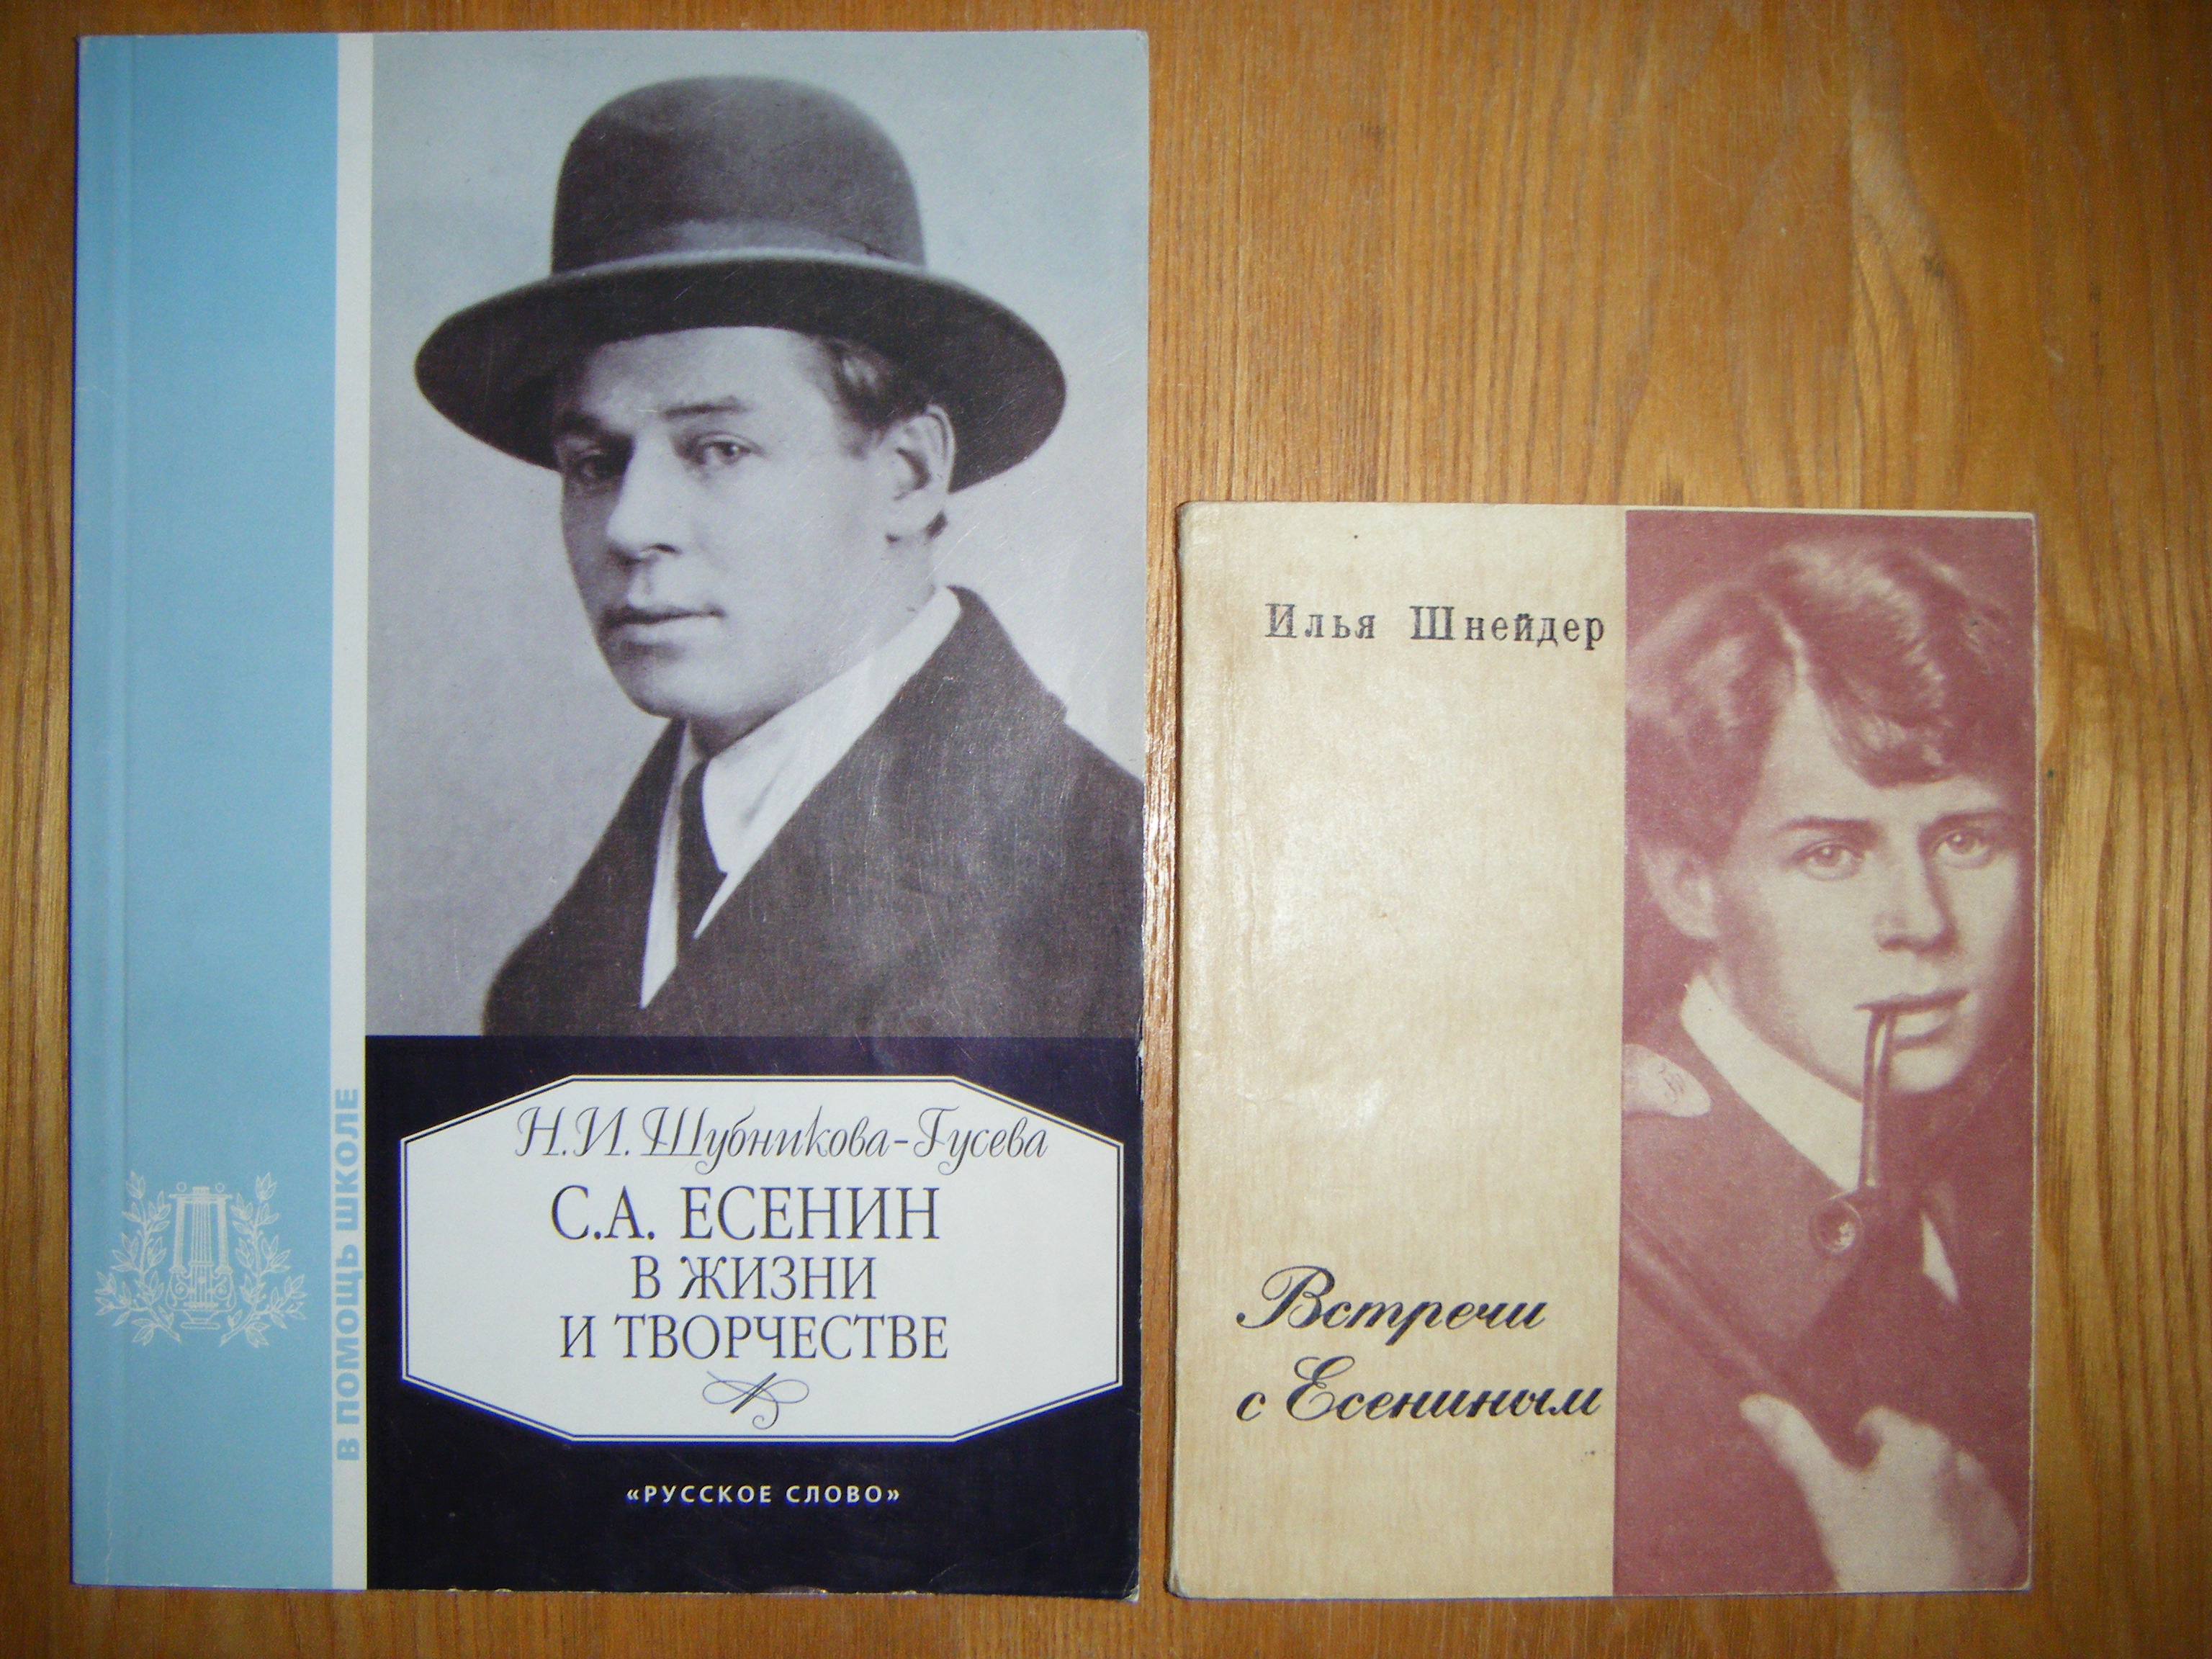 В ПОМОЩЬ ШКОЛЕ
Н.И. Шубникова-Гусева
С.А. ЕСЕНИН
В ЖИЗНИ
И ТВОРЧЕСТВЕ
«РУССКОЕ СЛОВО»
Илья Шнейдер
Встречи
с Есениным